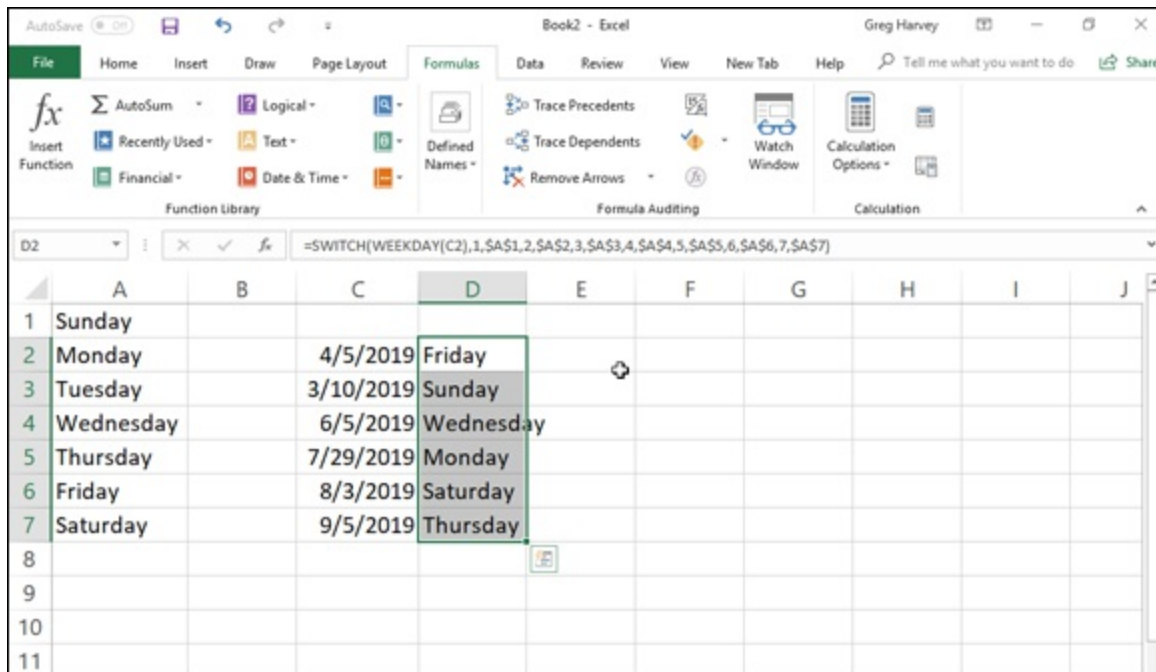 AutoSave Off Book2 - Excel Greg Harvey
File Home Insert Draw Page Layout Formulas Data Review View New Tab Help Tell me what you want to do Share
fx Σ AutoSum ? Logical Trace Precedents
Insert Function Recently Used A Text Defined Names Trace Dependents Watch Window Calculation Options
Financial Date & Time Remove Arrows fx
Function Library Formula Auditing Calculation
D2 fx =SWITCH(WEEKDAY(C2),1,$A$1,2,$A$2,3,$A$3,4,$A$4,5,$A$5,6,$A$6,7,$A$7)
A B C D E F G H I J
1 Sunday
2 Monday 4/5/2019 Friday
3 Tuesday 3/10/2019 Sunday
4 Wednesday 6/5/2019 Wednesday
5 Thursday 7/29/2019 Monday
6 Friday 8/3/2019 Saturday
7 Saturday 9/5/2019 Thursday
8
9
10
11